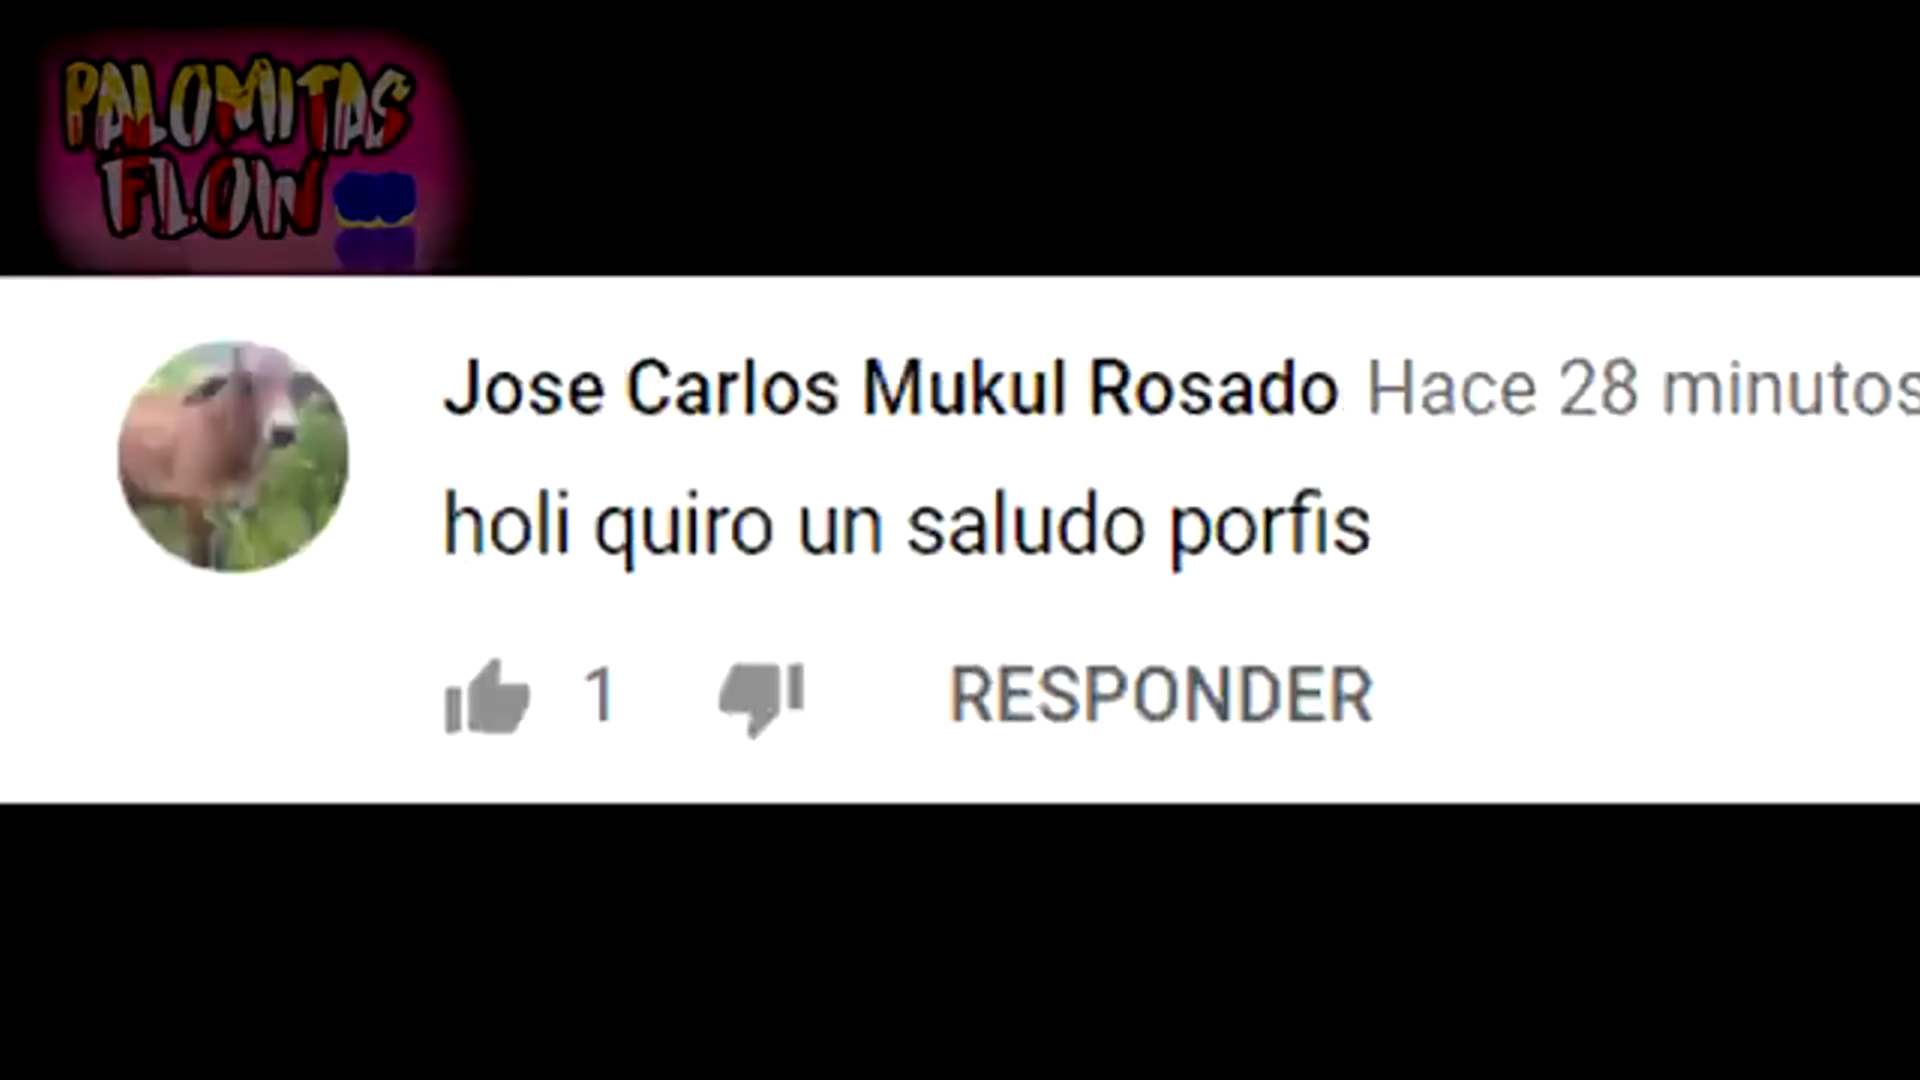 PALOMITAS
FLOW
Jose Carlos Mukul Rosado Hace 28 minutos
holi quiro un saludo porfis
1 RESPONDER